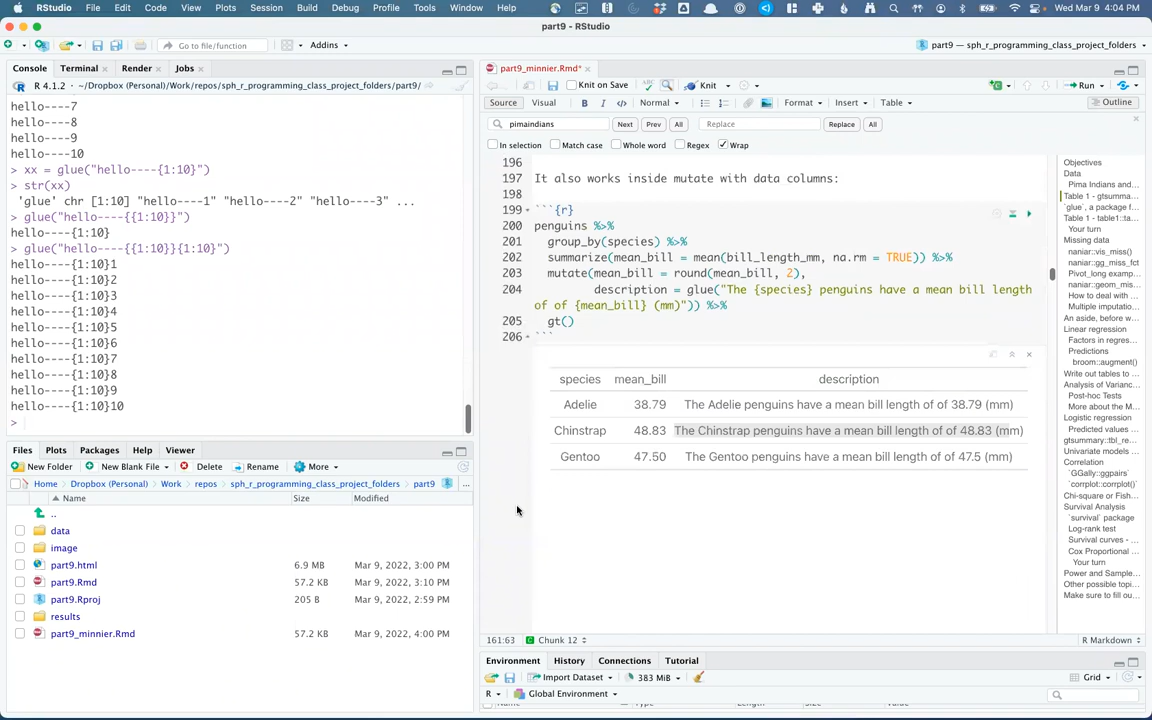 RStudio File Edit Code View Plots Session Build Debug Profile Tools Window Help Wed Mar 9 4:04 PM
part9 - RStudio
Go to file/function Addins part9 — sph_r_programming_class_project_folders
Console Terminal Render Jobs
R 4.1.2 · ~/Dropbox (Personal)/Work/repos/sph_r_programming_class_project_folders/part9/
hello----7
hello----8
hello----9
hello----10
> xx = glue("hello----{1:10}")
> str(xx)
 'glue' chr [1:10] "hello----1" "hello----2" "hello----3" ...
> glue("hello----{{1:10}}")
hello----{1:10}
> glue("hello----{{1:10}}{1:10}")
hello----{1:10}1
hello----{1:10}2
hello----{1:10}3
hello----{1:10}4
hello----{1:10}5
hello----{1:10}6
hello----{1:10}7
hello----{1:10}8
hello----{1:10}9
hello----{1:10}10
>
Files Plots Packages Help Viewer
New Folder New Blank File Delete Rename More
Home Dropbox (Personal) Work repos sph_r_programming_class_project_folders part9 ...
Name Size Modified
..
data
image
part9.html 6.9 MB Mar 9, 2022, 3:00 PM
part9.Rmd 57.2 KB Mar 9, 2022, 3:10 PM
part9.Rproj 205 B Mar 9, 2022, 2:59 PM
results
part9_minnier.Rmd 57.2 KB Mar 9, 2022, 4:00 PM
part9_minnier.Rmd*
Knit on Save Knit Run
Source Visual B I </> Normal Format Insert Table Outline
pimaindians Next Prev All Replace Replace All
In selection Match case Whole word Regex Wrap
196
197 It also works inside mutate with data columns:
198
199 ```{r}
200 penguins %>%
201 group_by(species) %>%
202 summarize(mean_bill = mean(bill_length_mm, na.rm = TRUE)) %>%
203 mutate(mean_bill = round(mean_bill, 2),
204 description = glue("The {species} penguins have a mean bill length
of of {mean_bill} (mm)")) %>%
205 gt()
206 ```
species mean_bill description
Adelie 38.79 The Adelie penguins have a mean bill length of of 38.79 (mm)
Chinstrap 48.83 The Chinstrap penguins have a mean bill length of of 48.83 (mm)
Gentoo 47.50 The Gentoo penguins have a mean bill length of of 47.5 (mm)
161:63 Chunk 12 R Markdown
Objectives
Data
Pima Indians and...
Table 1 - gtsumma...
`glue`, a package f...
Table 1 - table1::ta...
Your turn
Missing data
naniar::vis_miss()
naniar::gg_miss_fct
Pivot_long examp...
naniar::geom_mis...
How to deal with ...
Multiple imputatio...
An aside, before w...
Linear regression
Factors in regres...
Predictions
broom::augment()
Write out tables to ...
Analysis of Varianc...
Post-hoc Tests
More about the M...
Logistic regression
Predicted values ...
gtsummary::tbl_re...
Univariate models ...
Correlation
`GGally::ggpairs`
`corrplot::corrplot()`
Chi-square or Fish...
Survival Analysis
`survival` package
Log-rank test
Survival curves - ...
Cox Proportional ...
Your turn
Power and Sample...
Other possible topi...
Make sure to fill ou...
Environment History Connections Tutorial
Import Dataset 383 MiB Grid
R Global Environment